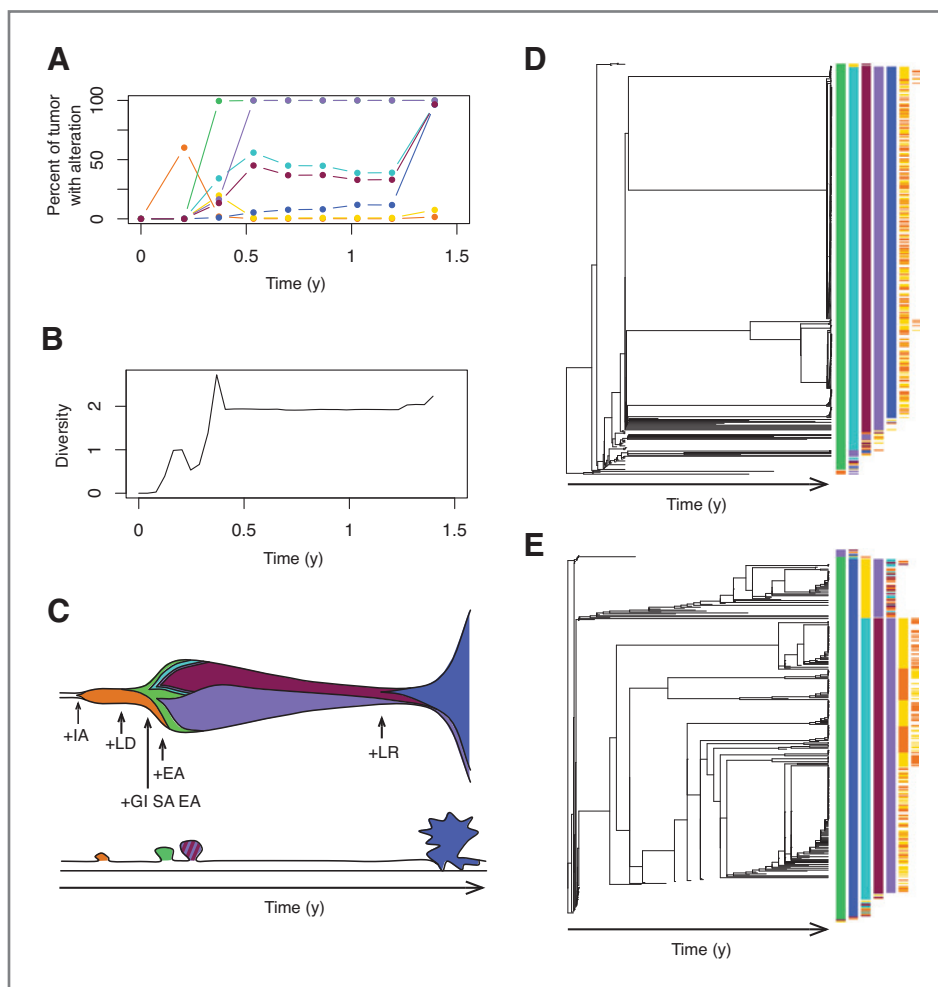 A
Percent of tumor
with alteration
100
50
0
0
0.5
1
1.5
Time (y)
B
Diversity
2
1
0
0
0.5
1
1.5
Time (y)
C
+IA
+LD
+EA
+GI SA EA
+LR
Time (y)
D
Time (y)
E
Time (y)